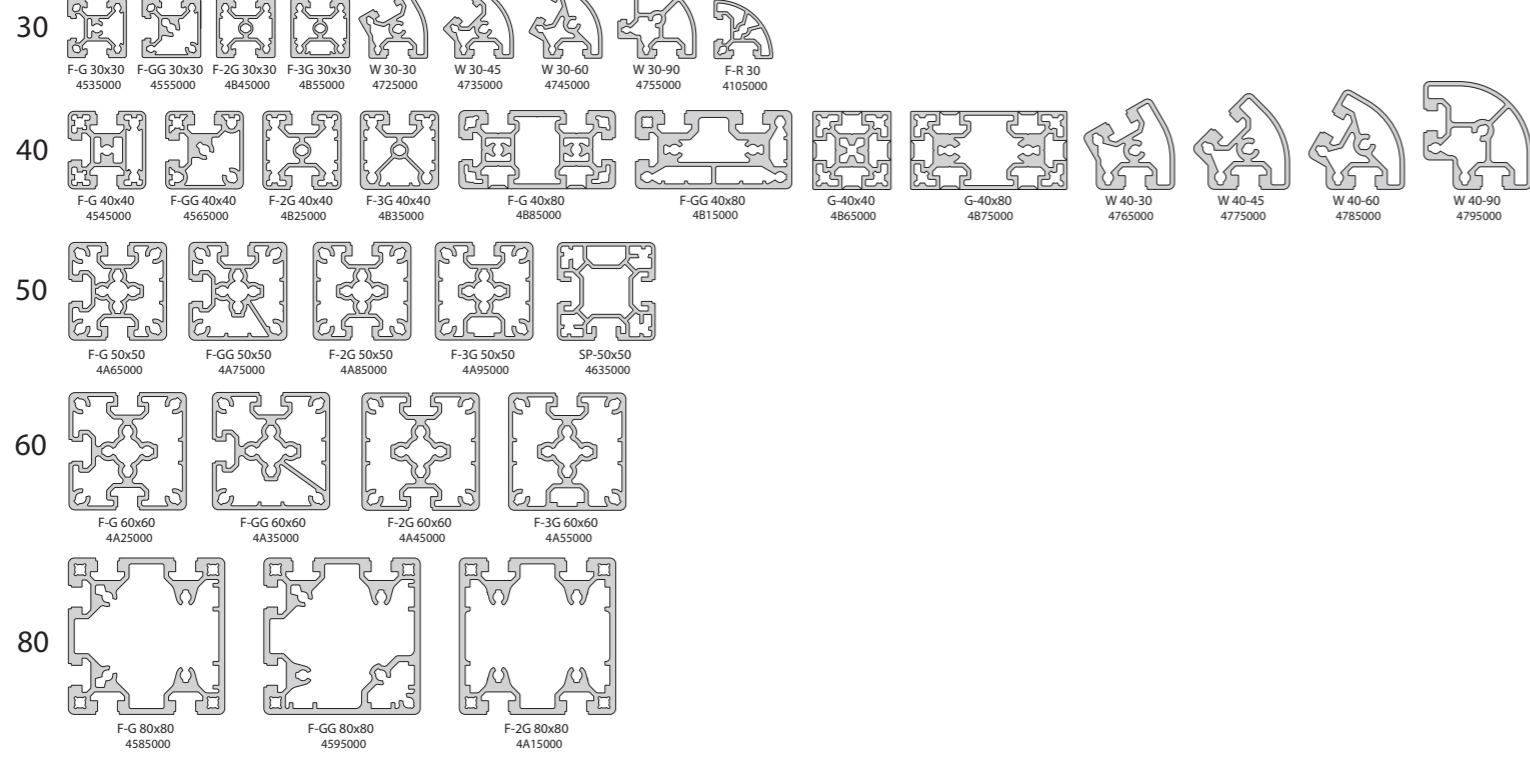 30
F-G 30x30 F-GG 30x30 F-2G 30x30 F-3G 30x30 W 30-30 W 30-45 W 30-60 W 30-90 F-R 30
4535000 4555000 4B45000 4B55000 4725000 4735000 4745000 4755000 4105000
40
F-G 40x40 F-GG 40x40 F-2G 40x40 F-3G 40x40 F-G 40x80 F-GG 40x80 G-40x40 G-40x80 W 40-30 W 40-45 W 40-60 W 40-90
4545000 4565000 4B25000 4B35000 4B85000 4B15000 4B65000 4B75000 4765000 4775000 4785000 4795000
50
F-G 50x50 F-GG 50x50 F-2G 50x50 F-3G 50x50 SP-50x50
4A65000 4A75000 4A85000 4A95000 4635000
60
F-G 60x60 F-GG 60x60 F-2G 60x60 F-3G 60x60
4A25000 4A35000 4A45000 4A55000
80
F-G 80x80 F-GG 80x80 F-2G 80x80
4585000 4595000 4A15000